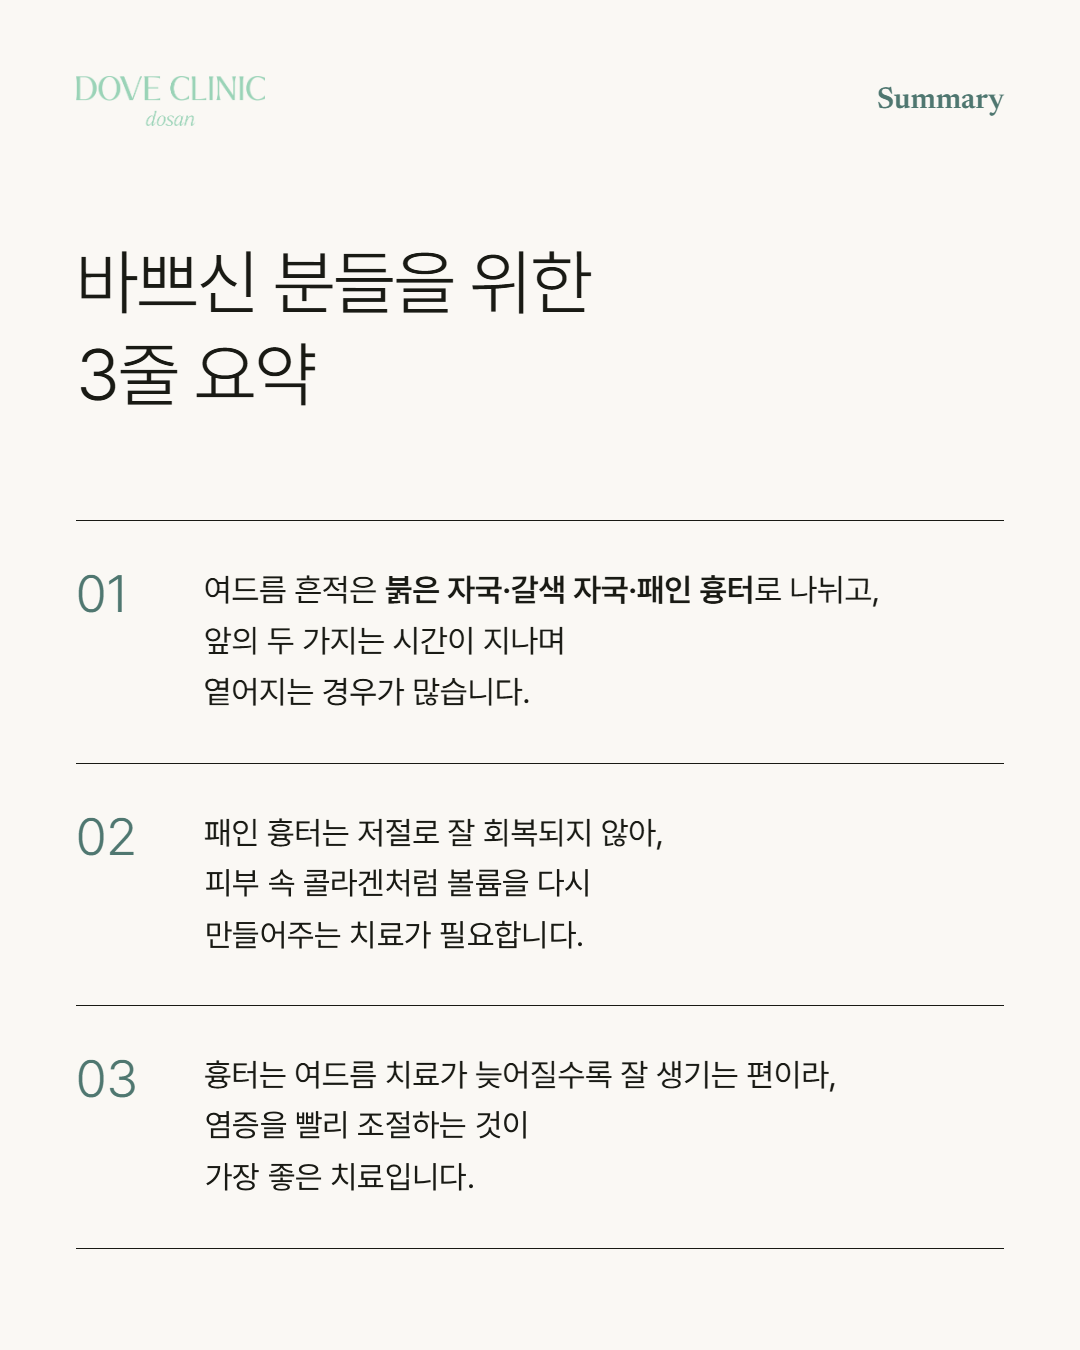 DOVE CLINIC
dosan
Summary
바쁘신 분들을 위한
3줄 요약
01
여드름 흔적은 붉은 자국·갈색 자국·패인 흉터로 나뉘고,
앞의 두 가지는 시간이 지나며
옅어지는 경우가 많습니다.
02
패인 흉터는 저절로 잘 회복되지 않아,
피부 속 콜라겐처럼 볼륨을 다시
만들어주는 치료가 필요합니다.
03
흉터는 여드름 치료가 늦어질수록 잘 생기는 편이라,
염증을 빨리 조절하는 것이
가장 좋은 치료입니다.